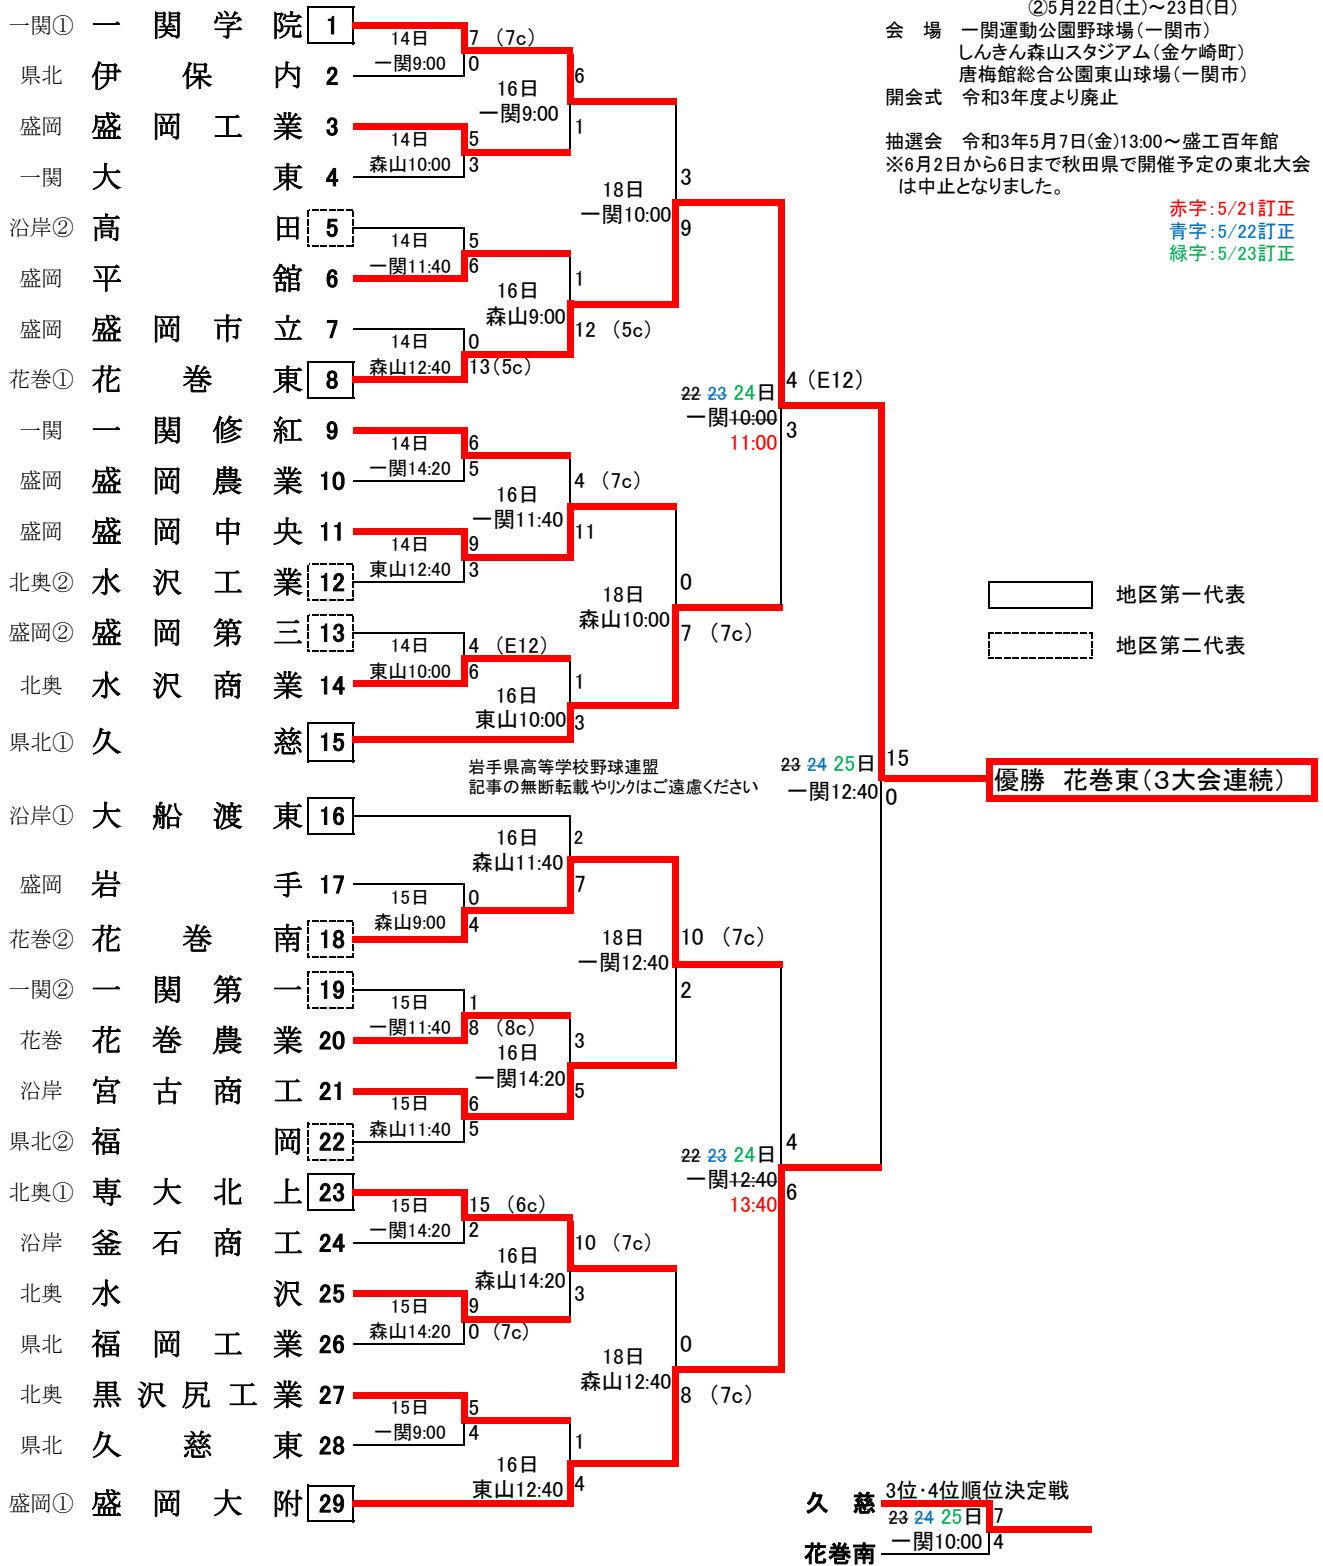 ②5月22日(土)～23日(日)
会　場　一関運動公園野球場(一関市)
しんきん森山スタジアム(金ケ崎町)
唐梅館総合公園東山球場(一関市)
開会式　令和3年度より廃止
抽選会　令和3年5月7日(金)13:00～盛工百年館
※6月2日から6日まで秋田県で開催予定の東北大会
は中止となりました。
赤字:5/21訂正
青字:5/22訂正
緑字:5/23訂正
一関① 一関学院 1
14日 7 (7c)
一関9:00 0
県北 伊保内 2
16日 6
一関9:00 1
盛岡 盛岡工業 3
14日 5
森山10:00 3
一関 大東 4
18日 3
一関10:00 9
沿岸② 高田 5
14日 5
一関11:40 6
盛岡 平舘 6
16日 1
森山9:00 12 (5c)
盛岡 盛岡市立 7
14日 0
森山12:40 13(5c)
花巻① 花巻東 8
22 23 24日 4 (E12)
一関10:00 3
11:00
一関 一関修紅 9
14日 6
一関14:20 5
盛岡 盛岡農業 10
16日 4 (7c)
一関11:40 11
盛岡 盛岡中央 11
14日 9
東山12:40 3
北奥② 水沢工業 12
18日 0
森山10:00 7 (7c)
盛岡② 盛岡第三 13
14日 4 (E12)
東山10:00 6
北奥 水沢商業 14
16日 1
東山10:00 3
県北① 久慈 15
地区第一代表
地区第二代表
岩手県高等学校野球連盟
記事の無断転載やリンクはご遠慮ください
23 24 25日 15
一関12:40 0
優勝　花巻東(3大会連続)
沿岸① 大船渡東 16
16日 2
森山11:40 7
盛岡 岩手 17
15日 0
森山9:00 4
花巻② 花巻南 18
18日 10 (7c)
一関12:40 2
一関② 一関第一 19
15日 1
一関11:40 8 (8c)
花巻 花巻農業 20
16日 3
一関14:20 5
沿岸 宮古商工 21
15日 6
森山11:40 5
県北② 福岡 22
22 23 24日 4
一関12:40 6
13:40
北奥① 専大北上 23
15日 15 (6c)
一関14:20 2
沿岸 釜石商工 24
16日 10 (7c)
森山14:20 3
北奥 水沢 25
15日 9
森山14:20 0 (7c)
県北 福岡工業 26
18日 0
森山12:40 8 (7c)
北奥 黒沢尻工業 27
15日 5
一関9:00 4
県北 久慈東 28
16日 1
東山12:40 4
盛岡① 盛岡大附 29
3位・4位順位決定戦
久慈
23 24 25日 7
一関10:00 4
花巻南